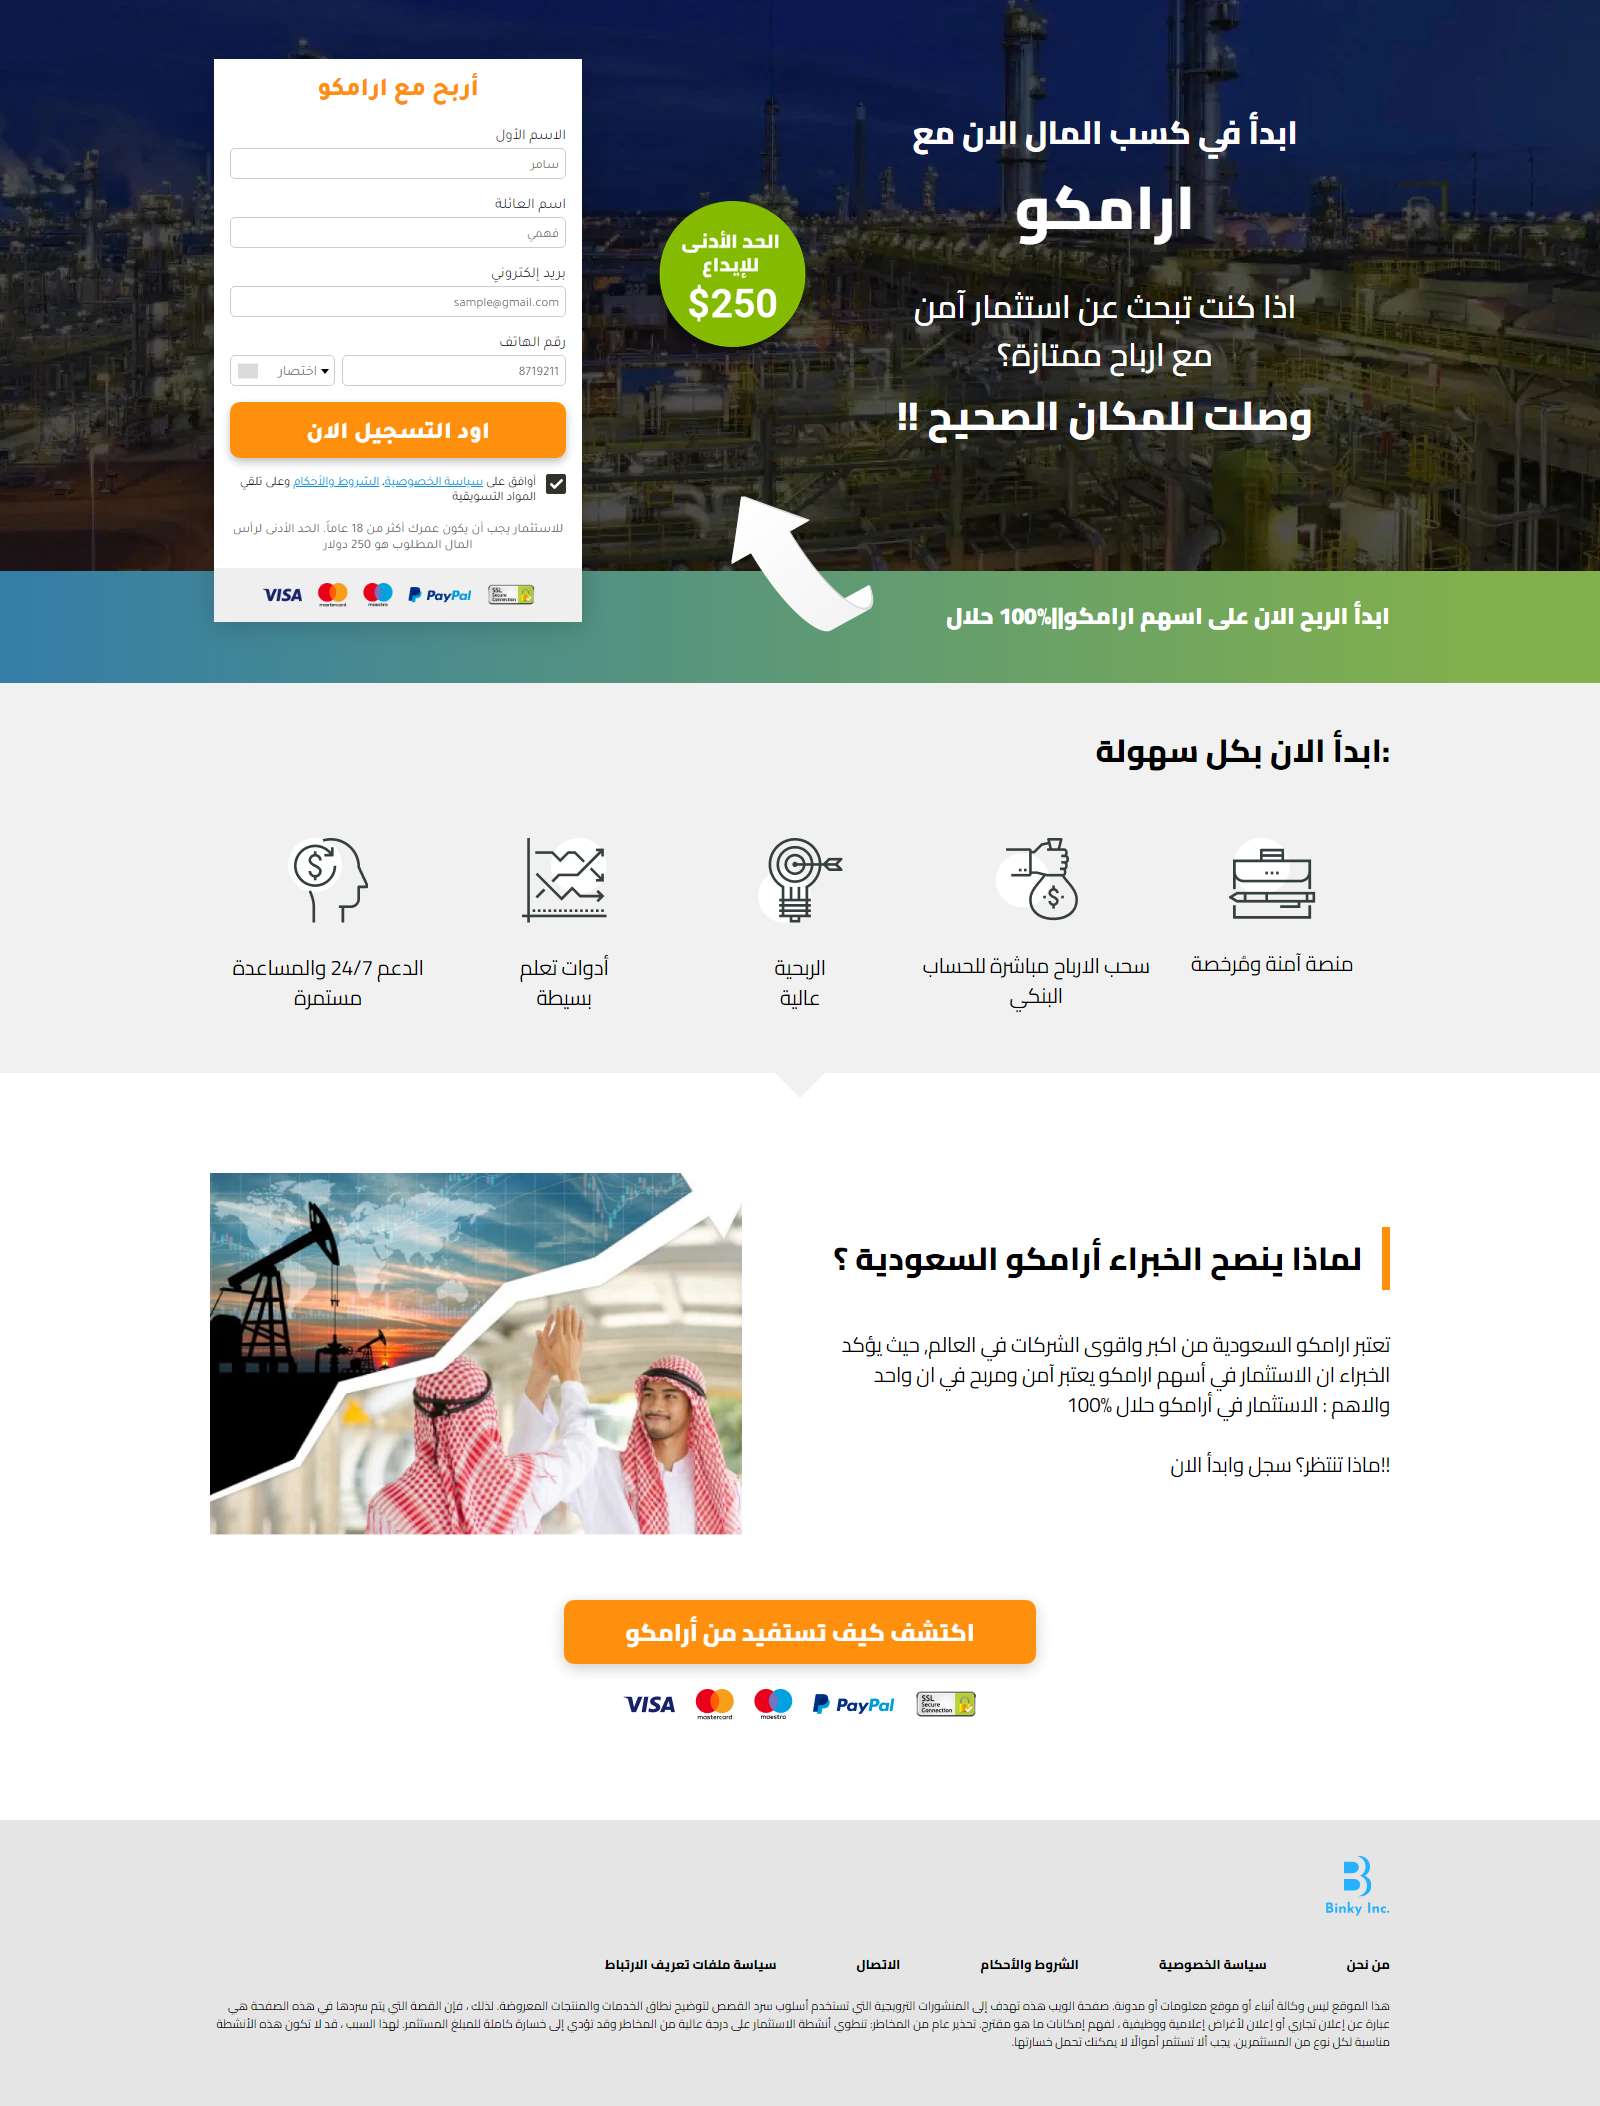 ابدأ في كسب المال الان مع
ارامكو
اذا كنت تبحث عن استثمار آمن
مع ارباح ممتازة؟
وصلت للمكان الصحيح !!
الحد الأدنى
للإيداع
$250
أربح مع ارامكو
الاسم الأول
سامر
اسم العائلة
فهمي
بريد إلكتروني
sample@gmail.com
رقم الهاتف
8719211
اختصار
اود التسجيل الان
أوافق على سياسة الخصوصية، الشروط والأحكام وعلى تلقي
المواد التسويقية
للاستثمار يجب أن يكون عمرك أكثر من 18 عاماً. الحد الأدنى لرأس
المال المطلوب هو 250 دولار
VISA mastercard maestro PayPal SSL Secure Connection
ابدأ الربح الان على اسهم ارامكو||100% حلال
:ابدأ الان بكل سهولة
منصة آمنة ومُرخصة
سحب الارباح مباشرة للحساب
البنكي
الربحية
عالية
أدوات تعلم
بسيطة
الدعم 24/7 والمساعدة
مستمرة
لماذا ينصح الخبراء أرامكو السعودية ؟
تعتبر ارامكو السعودية من اكبر واقوى الشركات في العالم, حيث يؤكد
الخبراء ان الاستثمار في أسهم ارامكو يعتبر آمن ومربح في ان واحد
والاهم : الاستثمار في أرامكو حلال 100%
!!ماذا تنتظر؟ سجل وابدأ الان
اكتشف كيف تستفيد من أرامكو
VISA mastercard maestro PayPal SSL Secure Connection
Binky Inc.
من نحن
سياسة الخصوصية
الشروط والأحكام
الاتصال
سياسة ملفات تعريف الارتباط
هذا الموقع ليس وكالة أنباء أو موقع معلومات أو مدونة. صفحة الويب هذه تهدف إلى المنشورات الترويجية التي تستخدم أسلوب سرد القصص لتوضيح نطاق الخدمات والمنتجات المعروضة. لذلك ، فإن القصة التي يتم سردها في هذه الصفحة هي
عبارة عن إعلان تجاري أو إعلان لأغراض إعلامية ووظيفية ، لفهم إمكانات ما هو مقترح. تحذير عام من المخاطر: تنطوي أنشطة الاستثمار على درجة عالية من المخاطر وقد تؤدي إلى خسارة كاملة للمبلغ المستثمر. لهذا السبب ، قد لا تكون هذه الأنشطة
مناسبة لكل نوع من المستثمرين. يجب ألا تستثمر أموالًا لا يمكنك تحمل خسارتها.